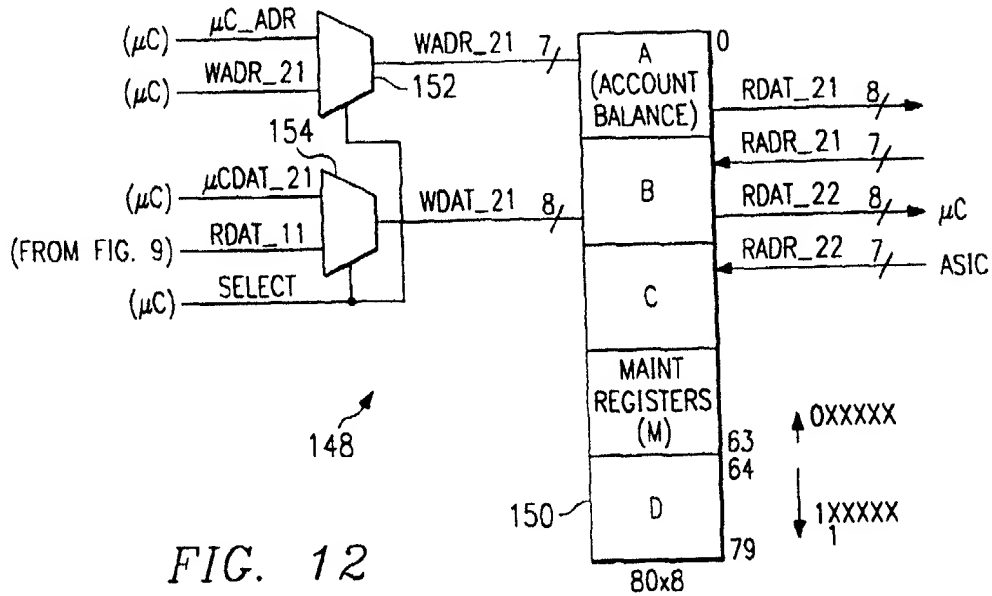 (μC) μC_ADR
(μC) WADR_21
152
WADR_21 7
154
(μC) μCDAT_21
(FROM FIG. 9) RDAT_11
(μC) SELECT
WDAT_21 8
A
(ACCOUNT
BALANCE)
B
C
MAINT
REGISTERS
(M)
D
0
63
64
79
80x8
150
148
RDAT_21 8
RADR_21 7
RDAT_22 8 μC
RADR_22 7 ASIC
0XXXXX
1XXXXX
1
FIG. 12